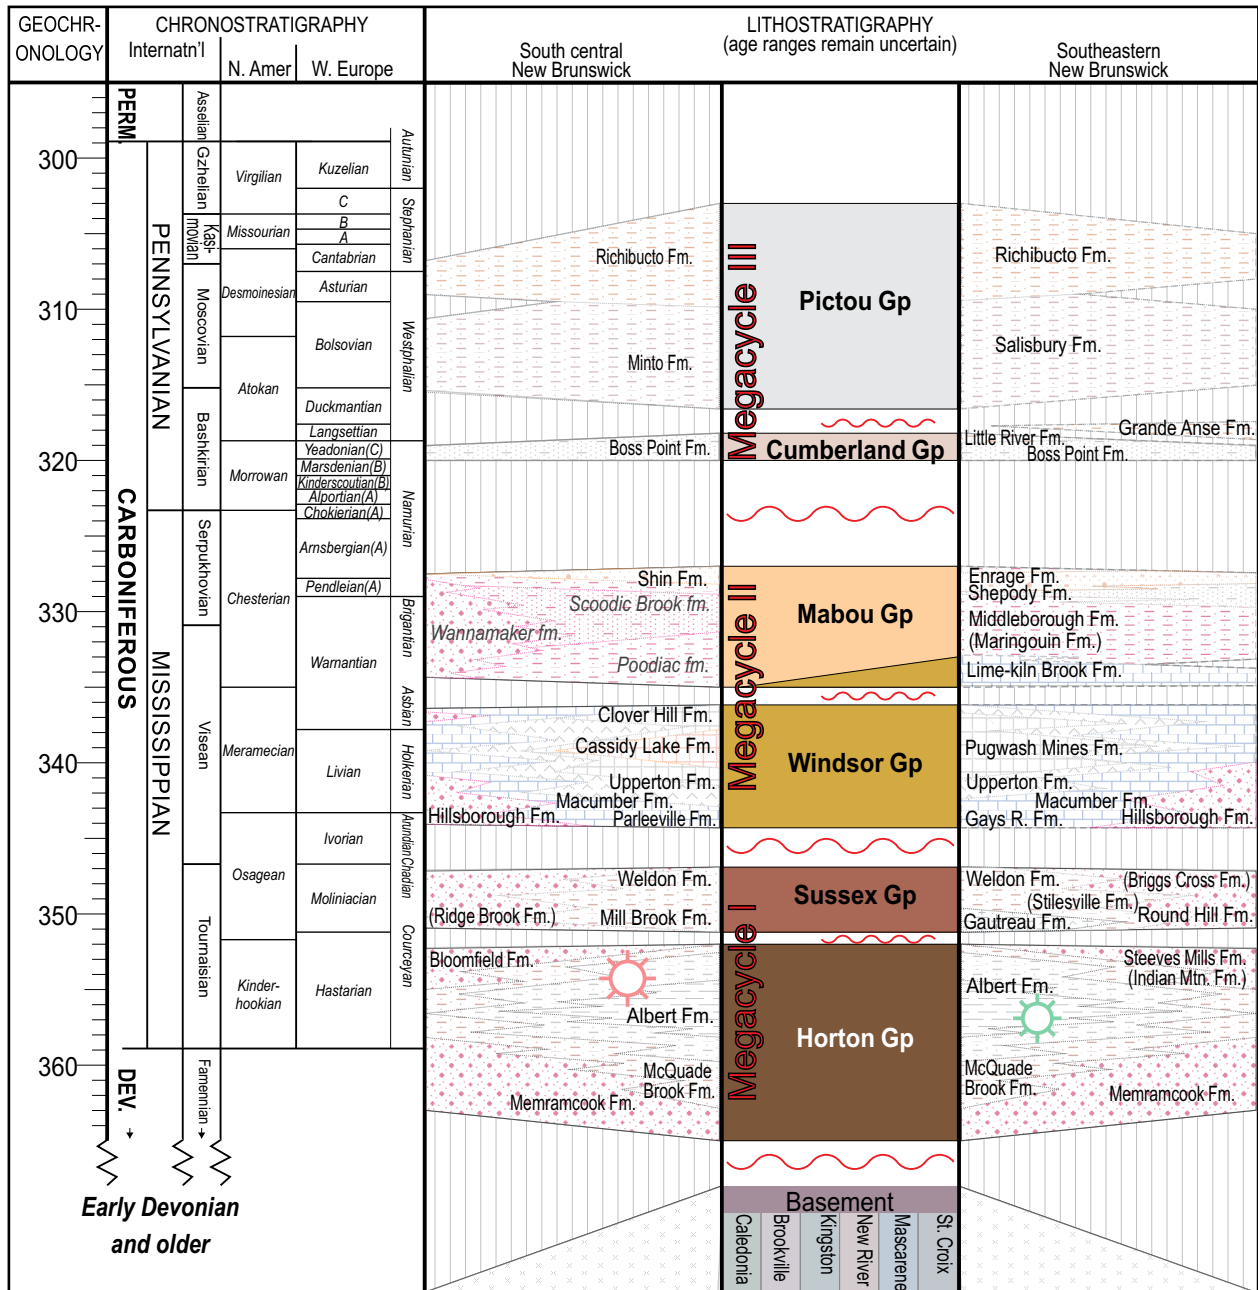 GEOCHR-
ONOLOGY
CHRONOSTRATIGRAPHY
Internatn'l
N. Amer
W. Europe
LITHOSTRATIGRAPHY
(age ranges remain uncertain)
South central
New Brunswick
Southeastern
New Brunswick
300
310
320
330
340
350
360
PERM.
CARBONIFEROUS
DEV.
PENNSYLVANIAN
MISSISSIPPIAN
Asselian
Gzhelian
Kasi-
movian
Moscovian
Bashkirian
Serpukhovian
Visean
Tournaisian
Famennian
Virgilian
Missourian
Desmoinesian
Atokan
Morrowan
Chesterian
Meramecian
Osagean
Kinder-
hookian
Kuzelian
C
B
A
Cantabrian
Asturian
Bolsovian
Duckmantian
Langsettian
Yeadonian(C)
Marsdenian(B)
Kinderscoutian(B)
Alportian(A)
Chokierian(A)
Arnsbergian(A)
Pendleian(A)
Warnantian
Livian
Ivorian
Moliniacian
Hastarian
Autunian
Stephanian
Westphalian
Namurian
Brigantian
Asbian
Holkerian
Arundian
Chadian
Courceyan
Early Devonian
and older
Richibucto Fm.
Minto Fm.
Boss Point Fm.
Shin Fm.
Scoodic Brook fm.
Wannamaker fm.
Poodiac fm.
Clover Hill Fm.
Cassidy Lake Fm.
Upperton Fm.
Macumber Fm.
Hillsborough Fm.
Parleeville Fm.
Weldon Fm.
(Ridge Brook Fm.)
Mill Brook Fm.
Bloomfield Fm.
Albert Fm.
McQuade
Brook Fm.
Memramcook Fm.
Megacycle III
Megacycle II
Megacycle I
Pictou Gp
Cumberland Gp
Mabou Gp
Windsor Gp
Sussex Gp
Horton Gp
Basement
Caledonia
Brookville
Kingston
New River
Mascarene
St. Croix
Richibucto Fm.
Salisbury Fm.
Grande Anse Fm.
Little River Fm.
Boss Point Fm.
Enrage Fm.
Shepody Fm.
Middleborough Fm.
(Maringouin Fm.)
Lime-kiln Brook Fm.
Pugwash Mines Fm.
Upperton Fm.
Macumber Fm.
Gays R. Fm.
Hillsborough Fm.
Weldon Fm.
(Briggs Cross Fm.)
(Stilesville Fm.)
Round Hill Fm.
Gautreau Fm.
Steeves Mills Fm.
(Indian Mtn. Fm.)
Albert Fm.
McQuade
Brook Fm.
Memramcook Fm.